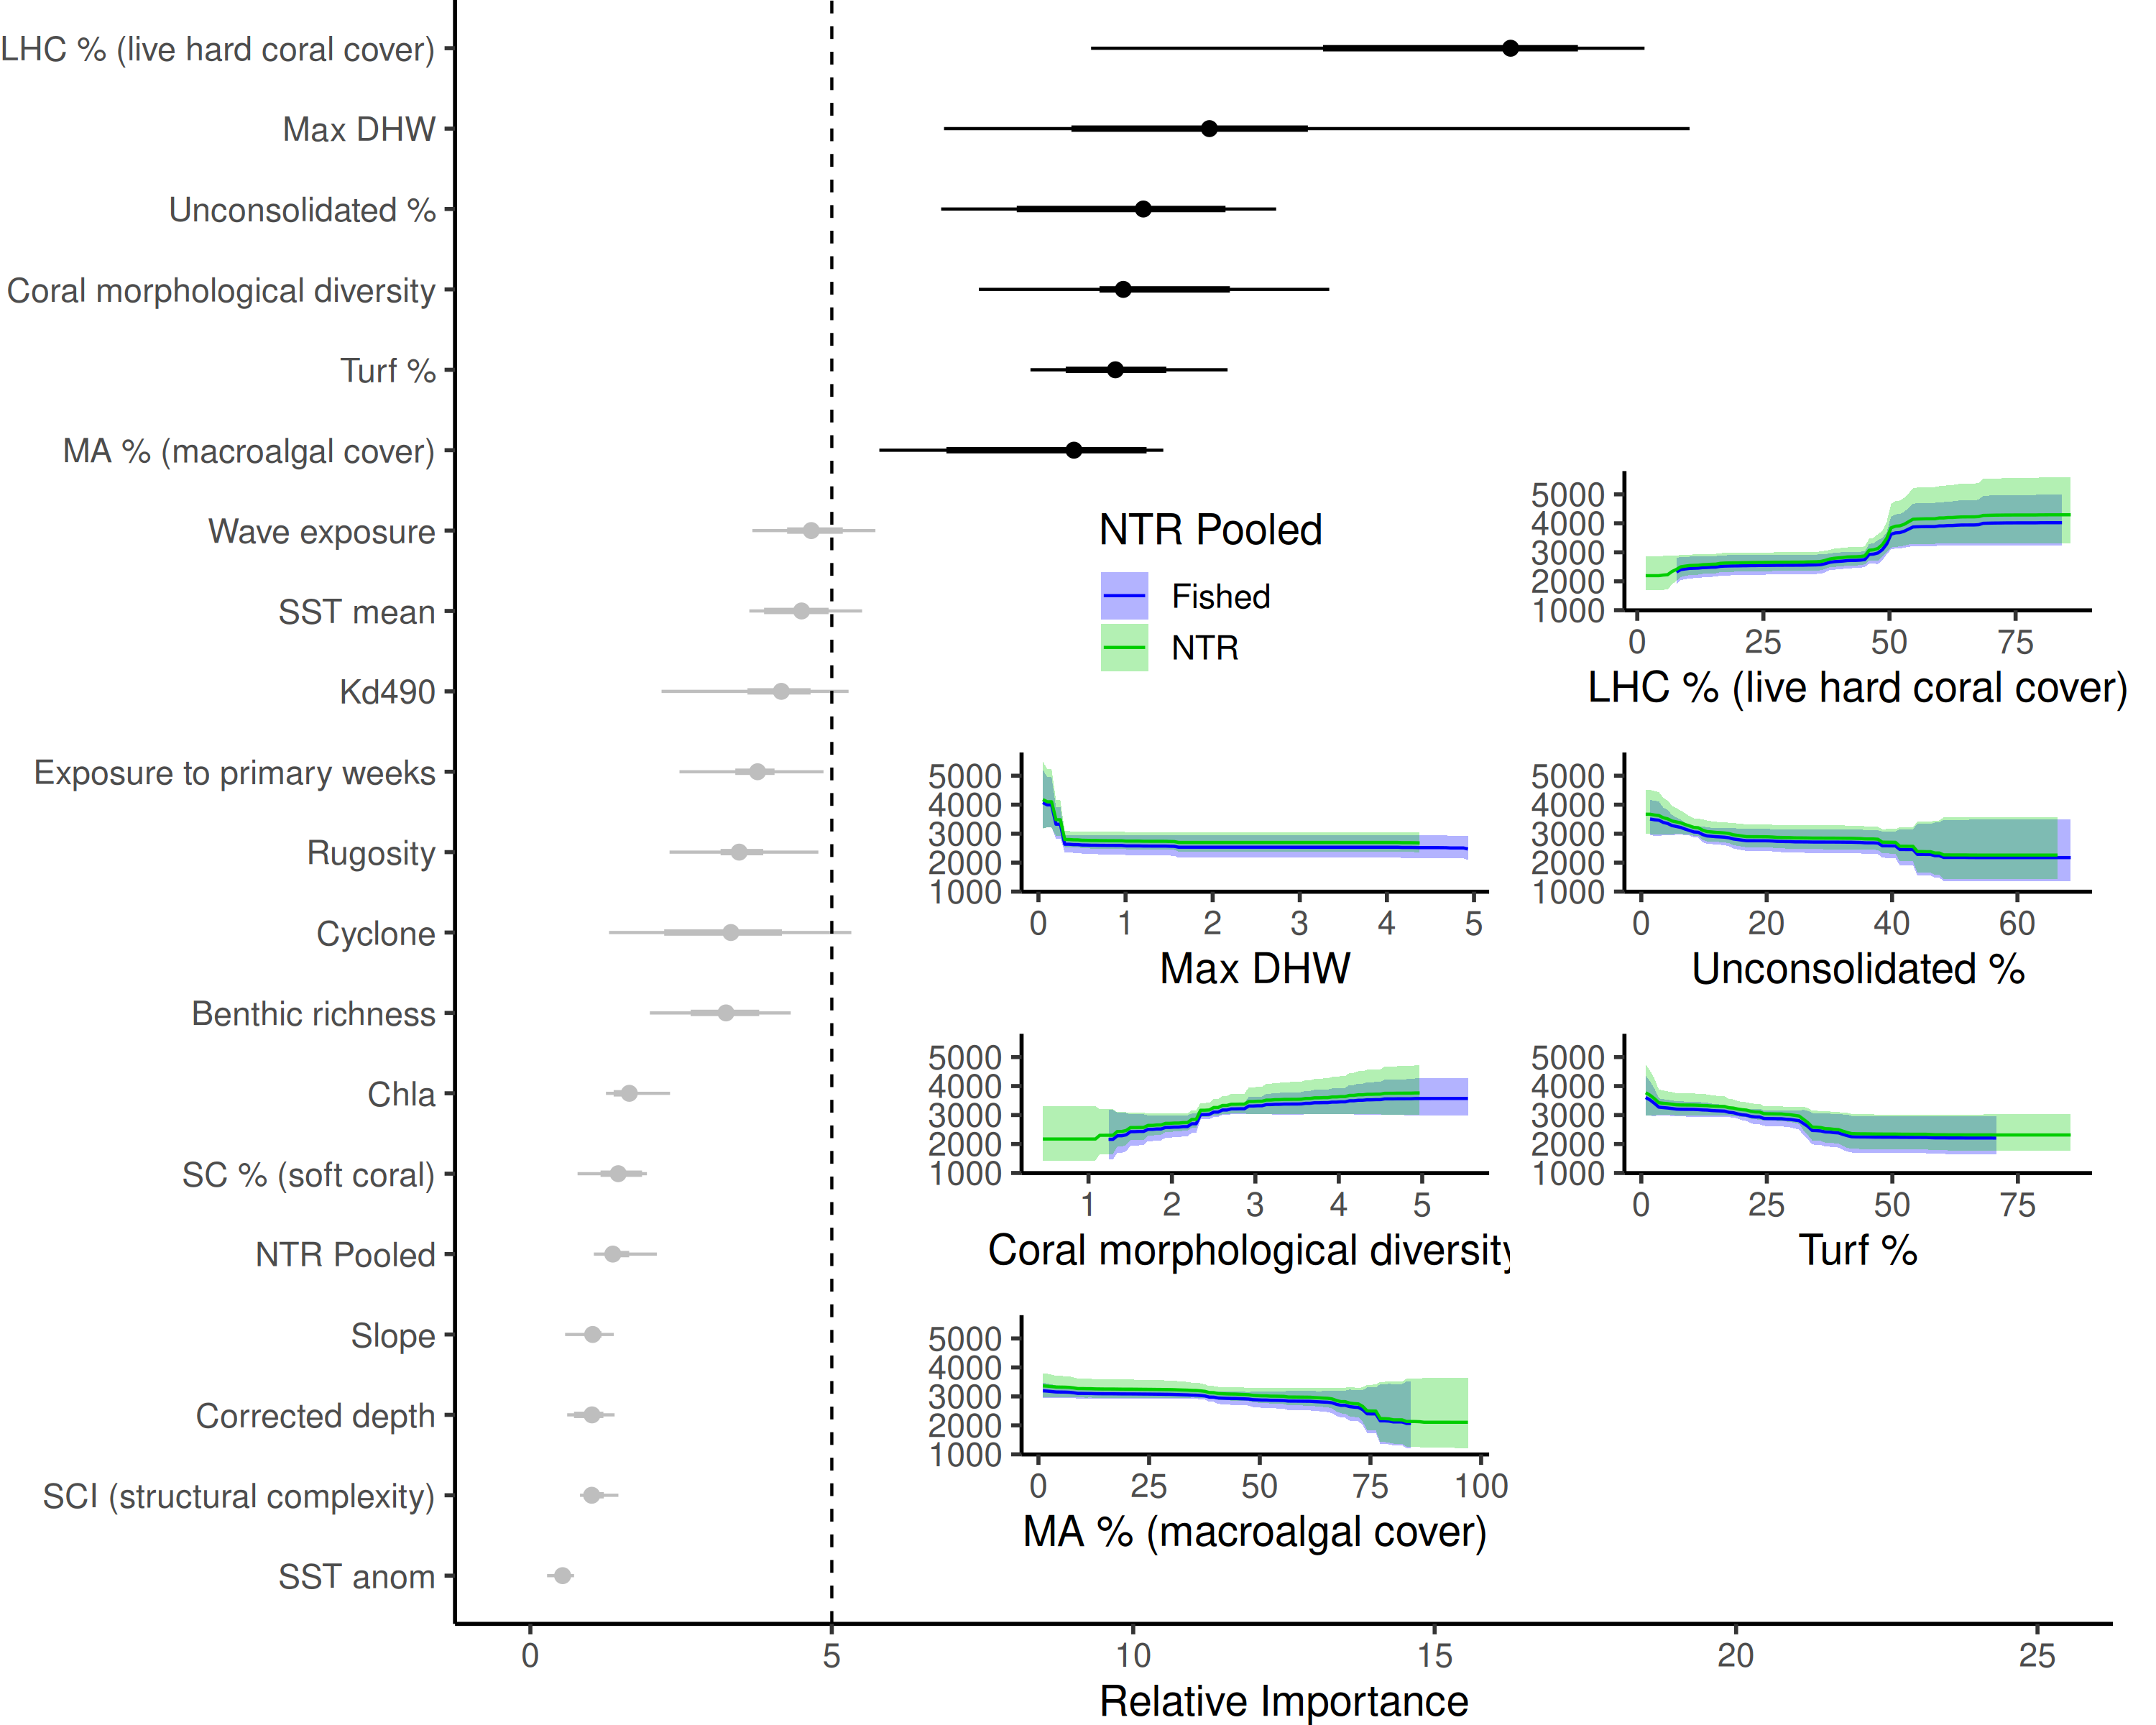 LHC % (live hard coral cover)
Max DHW
Unconsolidated %
Coral morphological diversity
Turf %
MA % (macroalgal cover)
Wave exposure
SST mean
Kd490
Exposure to primary weeks
Rugosity
Cyclone
Benthic richness
Chla
SC % (soft coral)
NTR Pooled
Slope
Corrected depth
SCI (structural complexity)
SST anom
0 5 10 15 20 25
Relative Importance
NTR Pooled
Fished
NTR
5000
4000
3000
2000
1000
0 25 50 75
LHC % (live hard coral cover)
5000
4000
3000
2000
1000
0 1 2 3 4 5
Max DHW
5000
4000
3000
2000
1000
0 20 40 60
Unconsolidated %
5000
4000
3000
2000
1000
1 2 3 4 5
Coral morphological diversity
5000
4000
3000
2000
1000
0 25 50 75
Turf %
5000
4000
3000
2000
1000
0 25 50 75 100
MA % (macroalgal cover)